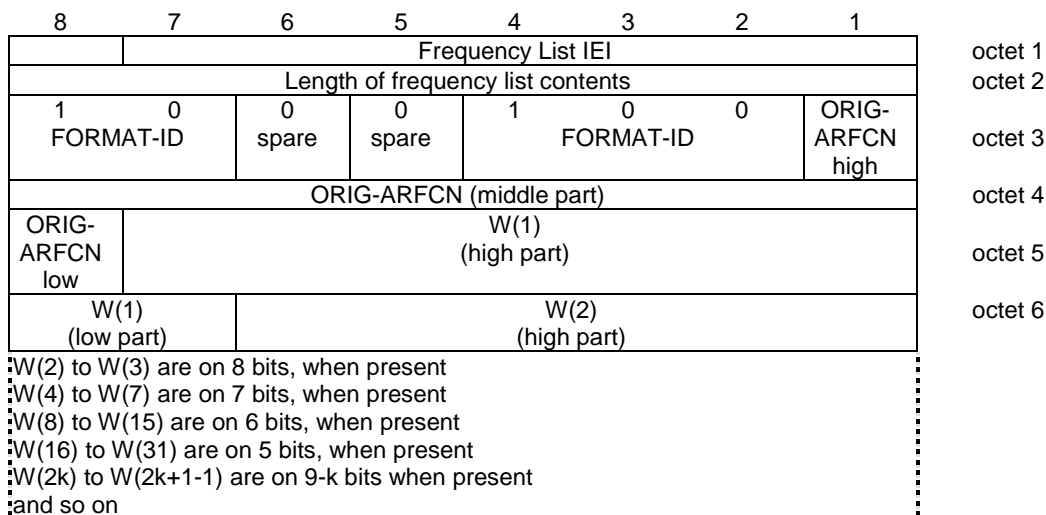 8 7 6 5 4 3 2 1
Frequency List IEI octet 1
Length of frequency list contents octet 2
1 0 0 0 1 0 0 ORIG-
FORMAT-ID spare spare FORMAT-ID ARFCN octet 3
high
ORIG-ARFCN (middle part) octet 4
ORIG- W(1)
ARFCN (high part) octet 5
low
W(1) W(2) octet 6
(low part) (high part)
W(2) to W(3) are on 8 bits, when present
W(4) to W(7) are on 7 bits, when present
W(8) to W(15) are on 6 bits, when present
W(16) to W(31) are on 5 bits, when present
W(2k) to W(2k+1-1) are on 9-k bits when present
and so on